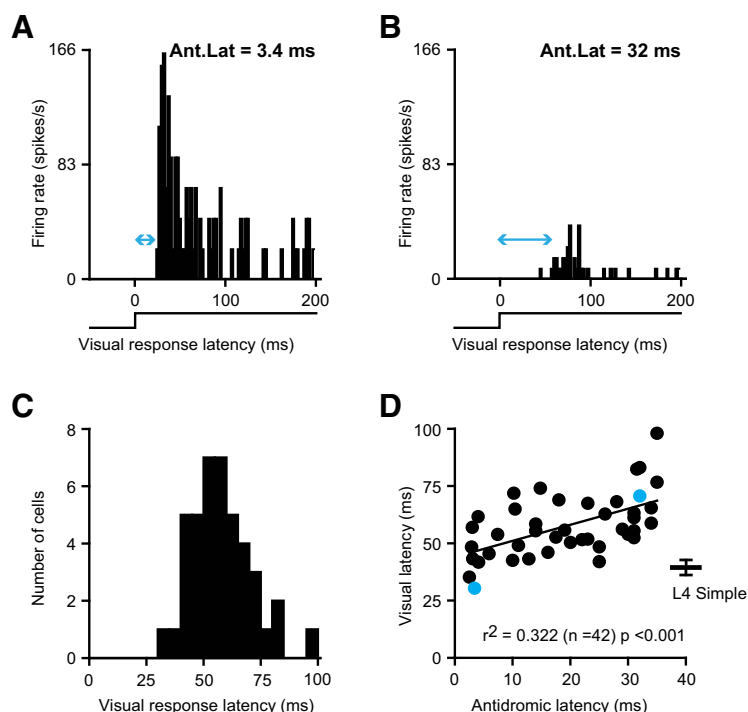 A
166
Ant.Lat = 3.4 ms
Firing rate (spikes/s)
83
0
0 100 200
Visual response latency (ms)
B
166
Ant.Lat = 32 ms
Firing rate (spikes/s)
83
0
0 100 200
Visual response latency (ms)
C
8
6
4
2
0
Number of cells
0 25 50 75 100
Visual response latency (ms)
D
100
75
50
25
0
Visual latency (ms)
L4 Simple
r2 = 0.322 (n =42) p <0.001
0 10 20 30 40
Antidromic latency (ms)